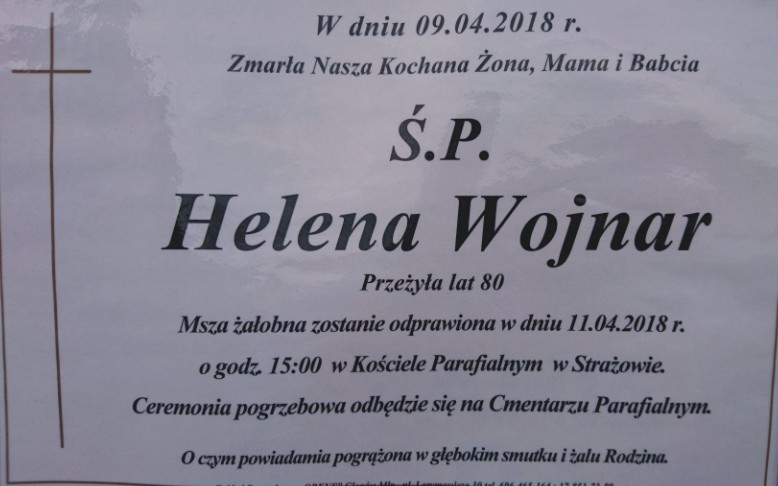 W dniu 09.04.2018 r.
Zmarła Nasza Kochana Żona, Mama i Babcia
Ś.P.
Helena Wojnar
Przeżyła lat 80
Msza żałobna zostanie odprawiona w dniu 11.04.2018 r.
o godz. 15:00 w Kościele Parafialnym w Strażowie.
Ceremonia pogrzebowa odbędzie się na Cmentarzu Parafialnym.
O czym powiadamia pogrążona w głębokim smutku i żalu Rodzina.